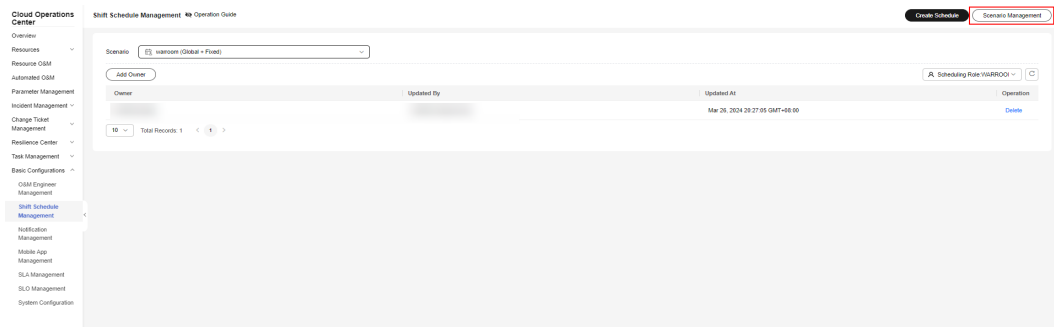 Cloud Operations
Center
Overview
Resources
Resource O&M
Automated O&M
Parameter Management
Incident Management
Change Ticket
Management
Resilience Center
Task Management
Basic Configurations
O&M Engineer
Management
Shift Schedule
Management
Notification
Management
Mobile App
Management
SLA Management
SLO Management
System Configuration
Shift Schedule Management Operation Guide
Create Schedule Scenario Management
Scenario warroom (Global + Fixed)
Add Owner Scheduling Role:WARROOI
Owner Updated By Updated At Operation
Mar 26, 2024 20:27:05 GMT+08:00 Delete
10 Total Records: 1 < 1 >